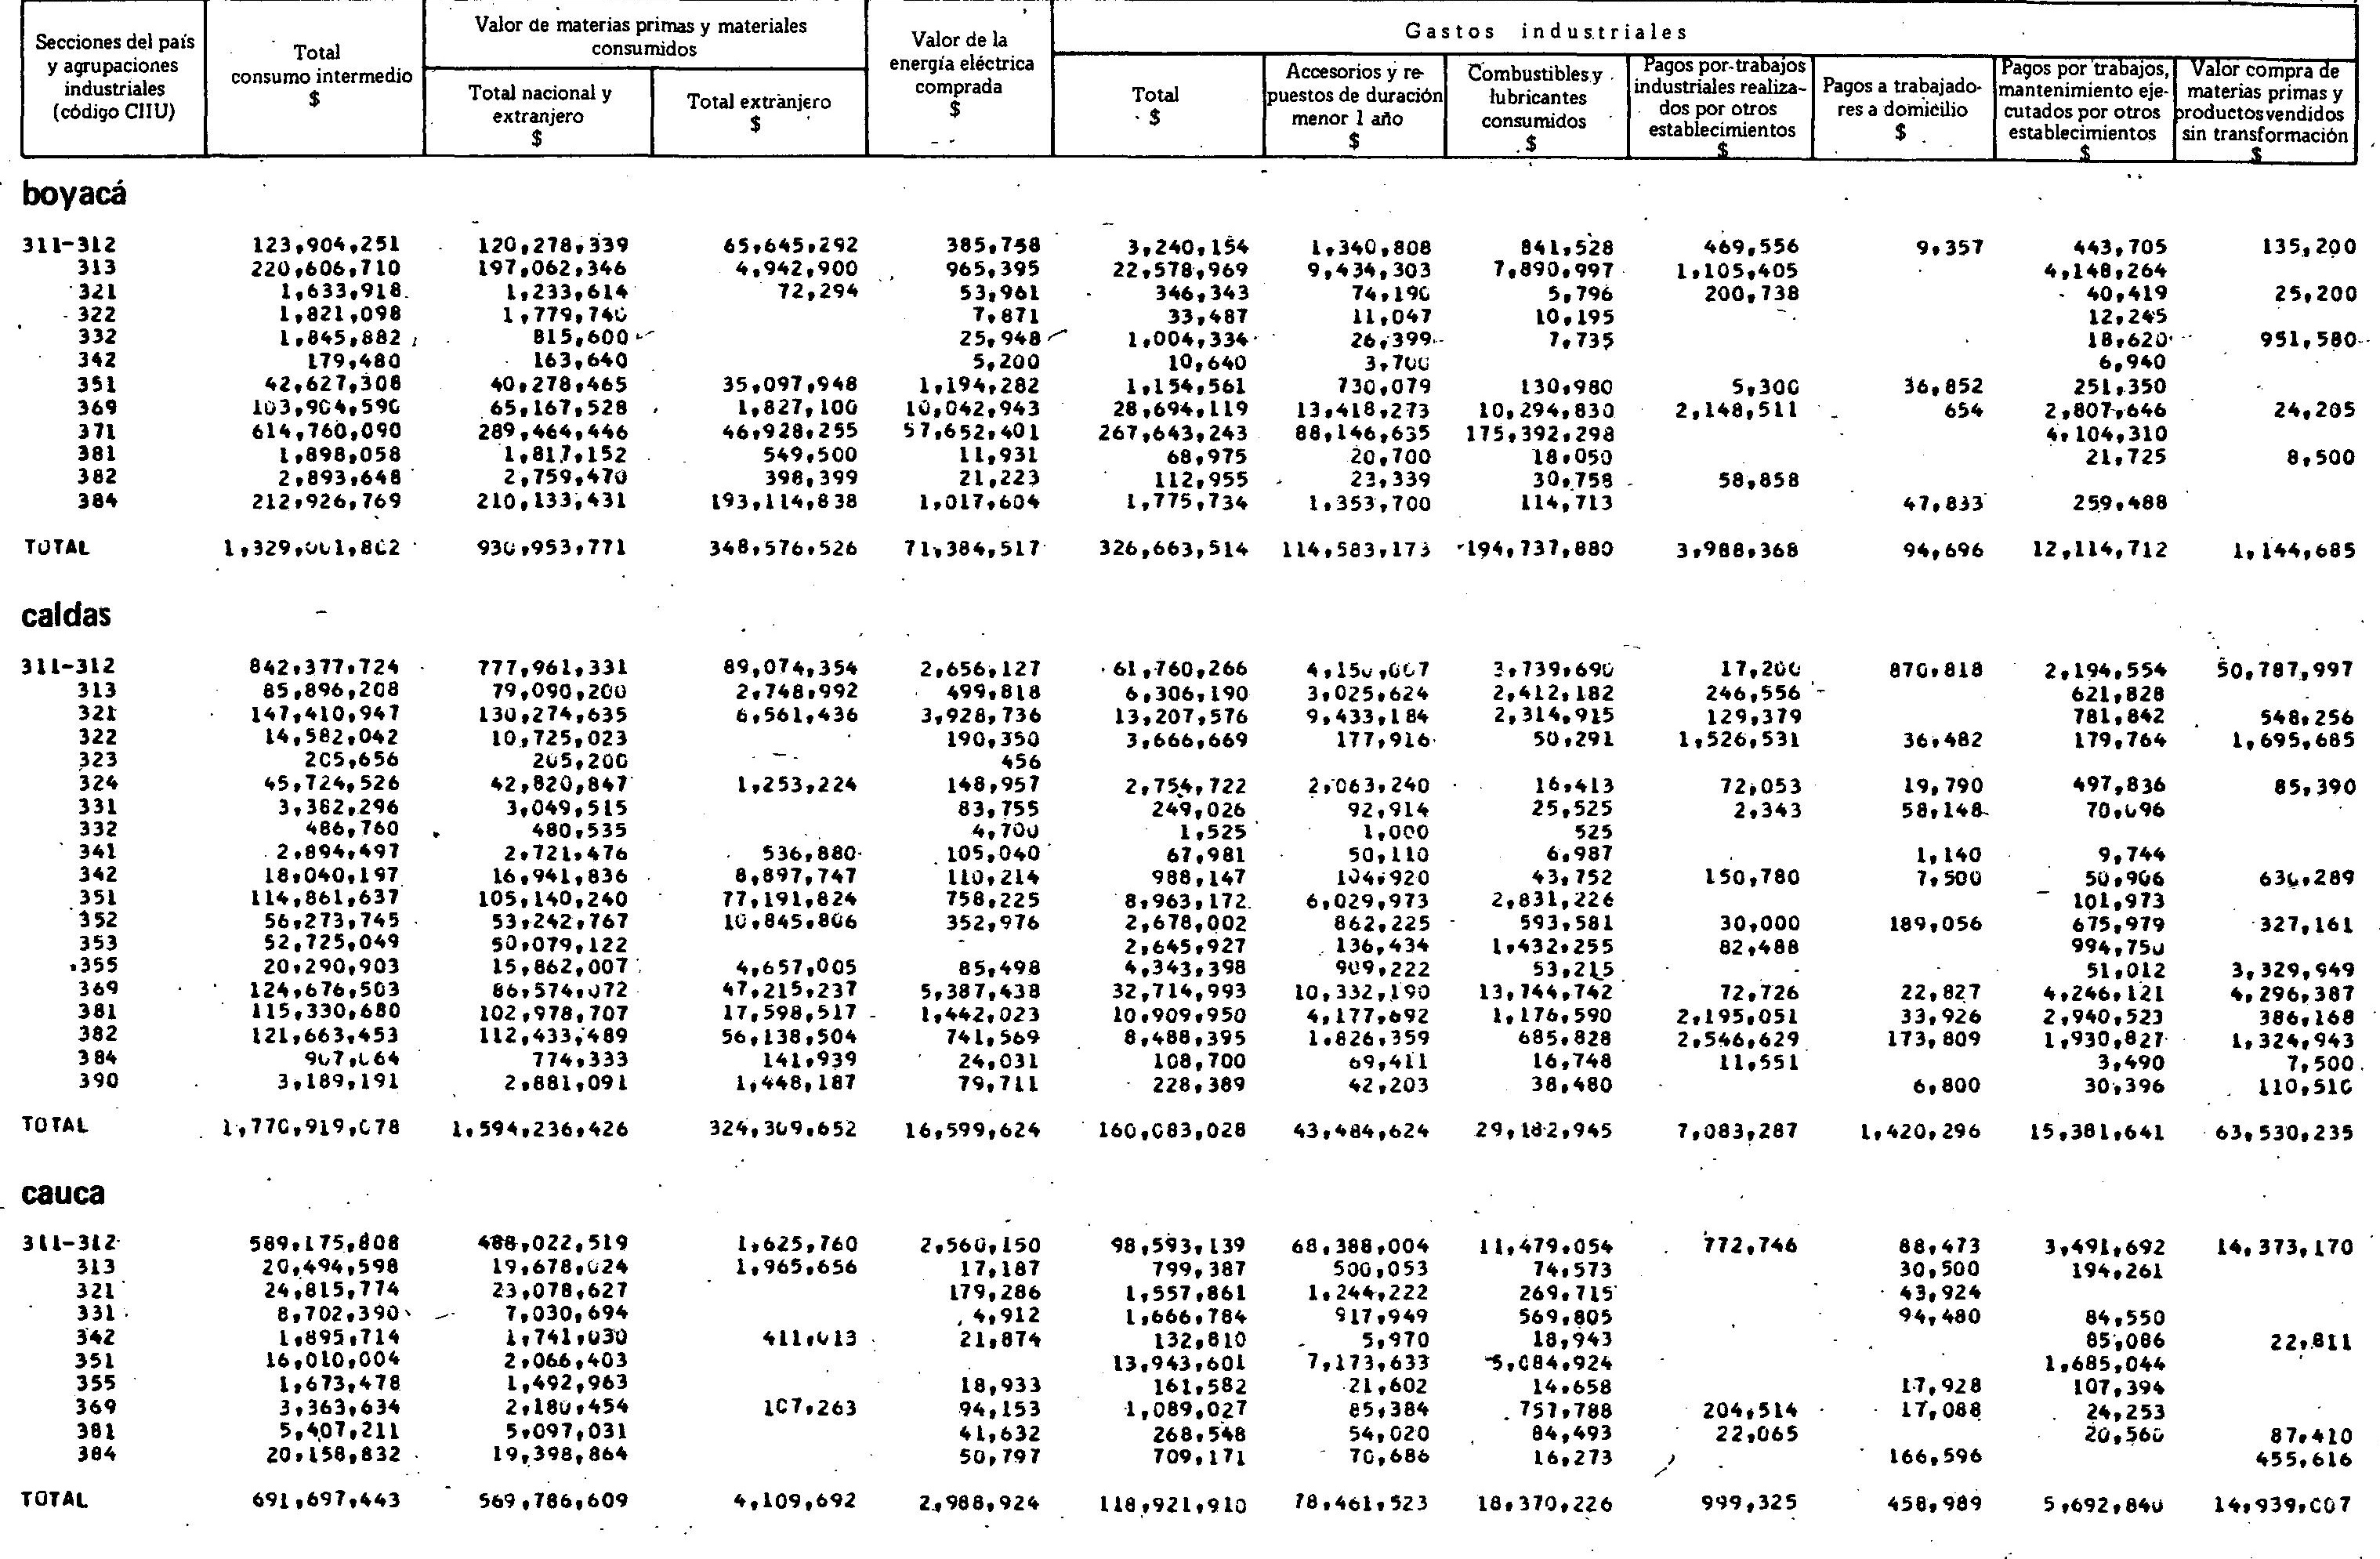 Secciones del país y agrupaciones industriales (código CIIU)
Total consumo intermedio $
Valor de materias primas y materiales consumidos
Total nacional y extranjero $
Total extranjero $
Valor de la energía eléctrica comprada $
Gastos industriales
Total $
Accesorios y repuestos de duración menor 1 año $
Combustibles y lubricantes consumidos $
Pagos por trabajos industriales realizados por otros establecimientos $
Pagos a trabajadores a domicilio $
Pagos por trabajos, mantenimiento ejecutados por otros establecimientos $
Valor compra de materias primas y productos vendidos sin transformación $
boyacá
311-312 123,904,251 120,278,339 65,645,292 385,758 3,240,154 1,340,808 841,528 469,556 9,357 443,705 135,200
313 220,606,710 197,062,346 4,942,900 965,395 22,578,969 9,434,303 7,890,997 1,105,405 4,148,264
321 1,633,918 1,233,614 72,294 53,961 346,343 74,190 5,796 200,738 40,419 25,200
322 1,821,098 1,779,740 7,871 33,487 11,047 10,195 12,245
332 1,845,882 815,600 25,948 1,004,334 26,399 7,735 18,620 951,580
342 179,480 163,640 5,200 10,640 3,700 6,940
351 42,627,308 40,278,465 35,097,948 1,194,282 1,154,561 730,079 130,980 5,300 36,852 251,350
369 103,904,590 65,167,528 1,827,100 10,042,943 28,694,119 13,418,273 10,294,830 2,148,511 654 2,807,646 24,205
371 614,760,090 289,464,446 46,928,255 57,652,401 267,643,243 88,146,635 175,392,298 4,104,310
381 1,898,058 1,817,152 549,500 11,931 68,975 20,700 18,050 21,725 8,500
382 2,893,648 2,759,470 398,399 21,223 112,955 23,339 30,758 58,858
384 212,926,769 210,133,431 193,114,838 1,017,604 1,775,734 1,353,700 114,713 47,833 259,488
TOTAL 1,329,001,802 930,953,771 348,576,526 71,384,517 326,663,514 114,583,173 194,737,880 3,988,368 94,696 12,114,712 1,144,685
caldas
311-312 842,377,724 777,961,331 89,074,354 2,656,127 61,760,266 4,150,007 3,739,690 17,200 870,818 2,194,554 50,787,997
313 85,896,208 79,090,200 2,748,992 499,818 6,306,190 3,025,624 2,412,182 246,556 621,828
321 147,410,947 130,274,635 6,561,436 3,928,736 13,207,576 9,433,184 2,314,915 129,379 781,842 548,256
322 14,582,042 10,725,023 190,350 3,666,669 177,916 50,291 1,526,531 36,482 179,764 1,695,685
323 205,656 205,200 456
324 45,724,526 42,820,847 1,253,224 148,957 2,754,722 2,063,240 16,413 72,053 19,790 497,836 85,390
331 3,382,296 3,049,515 83,755 249,026 92,914 25,525 2,343 58,148 70,096
332 486,760 480,535 4,700 1,525 1,000 525
341 2,894,497 2,721,476 536,880 105,040 67,981 50,110 6,987 1,140 9,744
342 18,040,197 16,941,836 8,897,747 110,214 988,147 104,920 43,752 150,780 7,500 50,906 630,289
351 114,861,637 105,140,240 77,191,824 758,225 8,963,172 6,029,973 2,831,226 101,973
352 56,273,745 53,242,767 10,845,806 352,976 2,678,002 862,225 593,581 30,000 189,056 675,979 327,161
353 52,725,049 50,079,122 2,645,927 136,434 1,432,255 82,488 994,750
355 20,290,903 15,862,007 4,657,005 85,498 4,343,398 909,222 53,215 51,012 3,329,949
369 124,676,503 86,574,072 47,215,237 5,387,438 32,714,993 10,332,190 13,744,742 72,726 22,827 4,246,121 4,296,387
381 115,330,680 102,978,707 17,598,517 1,442,023 10,909,950 4,177,692 1,176,590 2,195,051 33,926 2,940,523 386,168
382 121,663,453 112,433,489 56,138,504 741,569 8,488,395 1,826,359 685,828 2,546,629 173,809 1,930,827 1,324,943
384 907,064 774,333 141,939 24,031 108,700 69,411 16,748 11,551 3,490 7,500
390 3,189,191 2,881,091 1,448,187 79,711 228,389 42,203 38,480 6,800 30,396 110,510
TOTAL 1,770,919,078 1,594,236,426 324,309,652 16,599,624 160,083,028 43,484,624 29,182,945 7,083,287 1,420,296 15,381,641 63,530,235
cauca
311-312 589,175,808 488,022,519 1,625,760 2,560,150 98,593,139 68,388,004 11,479,054 772,746 88,473 3,491,692 14,373,170
313 20,494,598 19,678,024 1,965,656 17,187 799,387 500,053 74,573 30,500 194,261
321 24,815,774 23,078,627 179,286 1,557,861 1,244,222 269,715 43,924
331 8,702,390 7,030,694 4,912 1,666,784 917,949 569,805 94,480 84,550
342 1,895,714 1,741,030 411,013 21,874 132,810 5,970 18,943 85,086 22,811
351 16,010,004 2,066,403 13,943,601 7,173,633 5,084,924 1,685,044
355 1,673,478 1,492,963 18,933 161,582 21,602 14,658 17,928 107,394
369 3,363,634 2,180,454 107,263 94,153 1,089,027 85,384 757,788 204,514 17,088 24,253
381 5,407,211 5,097,031 41,632 268,548 54,020 84,493 22,065 20,560 87,410
384 20,158,832 19,398,864 50,797 709,171 70,686 16,273 166,596 455,616
TOTAL 691,697,443 569,786,609 4,109,692 2,988,924 118,921,910 78,461,523 18,370,226 999,325 458,989 5,692,840 14,939,007